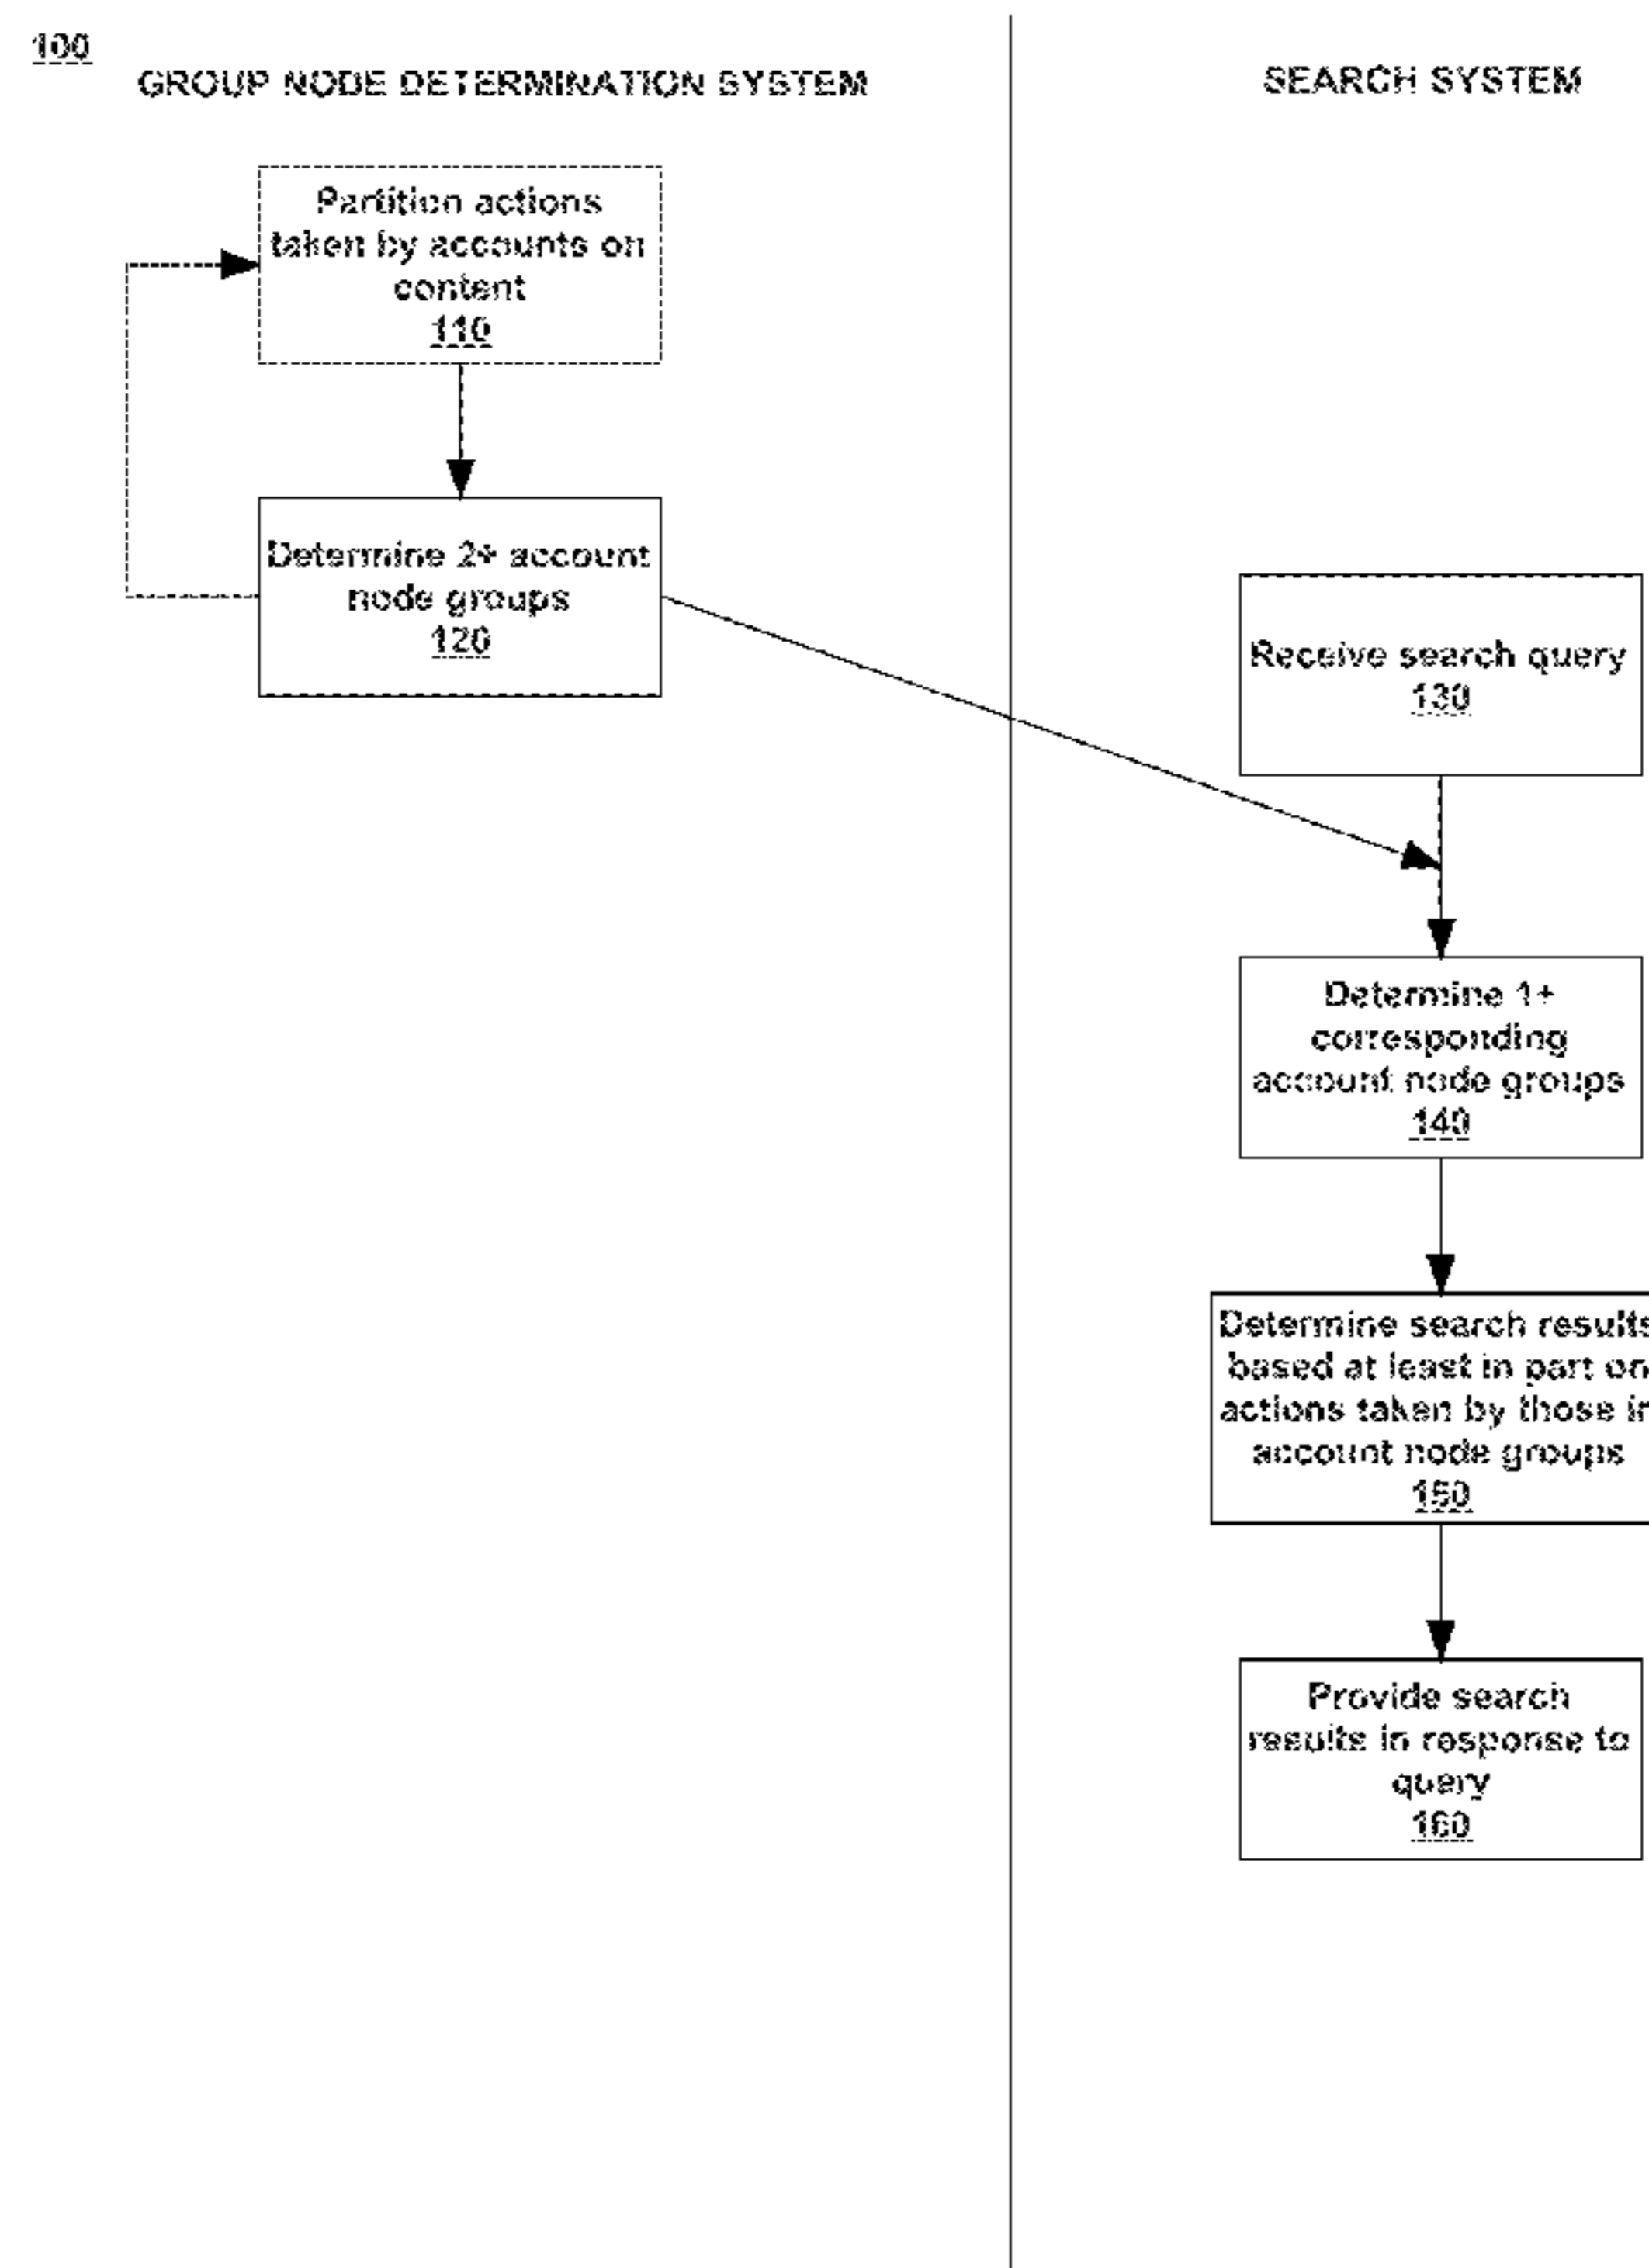 100
GROUP NODE DETERMINATION SYSTEM
Partition actions
taken by accounts on
content
110
Determine 2+ account
node groups
120
SEARCH SYSTEM
Receive search query
130
Determine 1+
corresponding
account node groups
140
Determine search results
based at least in part on
actions taken by those in
account node groups
150
Provide search
results in response to
query
160